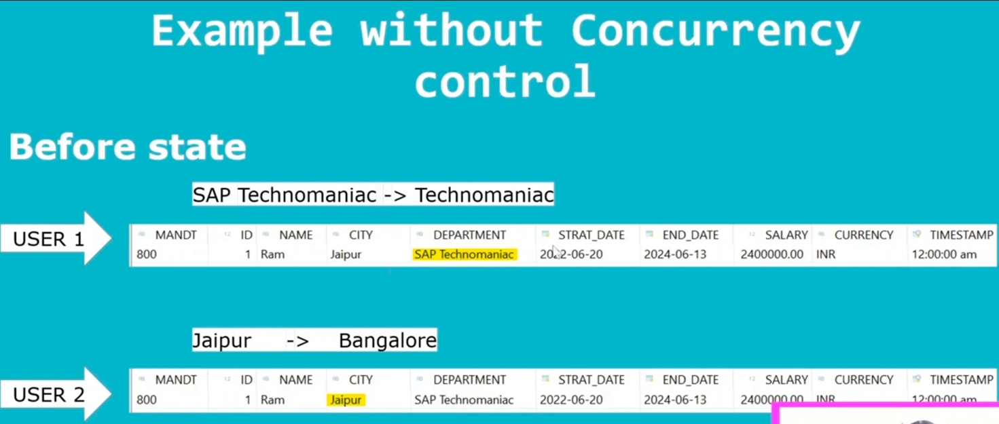 Example without Concurrency
control
Before state
SAP Technomaniac -> Technomaniac
USER 1
MANDT ID NAME CITY DEPARTMENT STRAT_DATE END_DATE SALARY CURRENCY TIMESTAMP
800 1 Ram Jaipur SAP Technomaniac 2022-06-20 2024-06-13 2400000.00 INR 12:00:00 am
Jaipur -> Bangalore
USER 2
MANDT ID NAME CITY DEPARTMENT STRAT_DATE END_DATE SALARY CURRENCY TIMESTAMP
800 1 Ram Jaipur SAP Technomaniac 2022-06-20 2024-06-13 2400000.00 INR 12:00:00 am